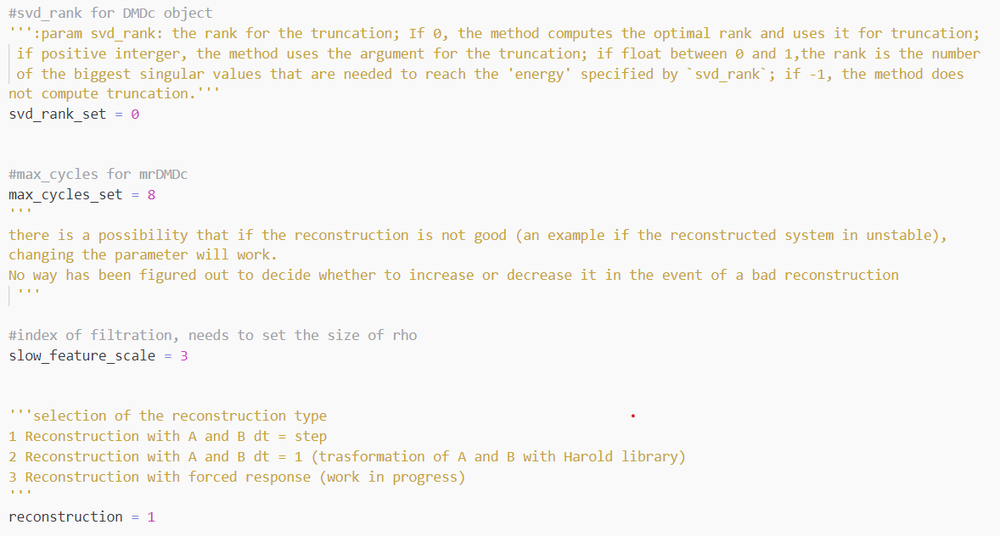 #svd_rank for DMDc object
''':param svd_rank: the rank for the truncation; If 0, the method computes the optimal rank and uses it for truncation;
if positive interger, the method uses the argument for the truncation; if float between 0 and 1,the rank is the number
of the biggest singular values that are needed to reach the 'energy' specified by `svd_rank`; if -1, the method does
not compute truncation.'''
svd_rank_set = 0
#max_cycles for mrDMDc
max_cycles_set = 8
'''
there is a possibility that if the reconstruction is not good (an example if the reconstructed system in unstable),
changing the parameter will work.
No way has been figured out to decide whether to increase or decrease it in the event of a bad reconstruction
'''
#index of filtration, needs to set the size of rho
slow_feature_scale = 3
'''selection of the reconstruction type
1 Reconstruction with A and B dt = step
2 Reconstruction with A and B dt = 1 (trasformation of A and B with Harold library)
3 Reconstruction with forced response (work in progress)
'''
reconstruction = 1